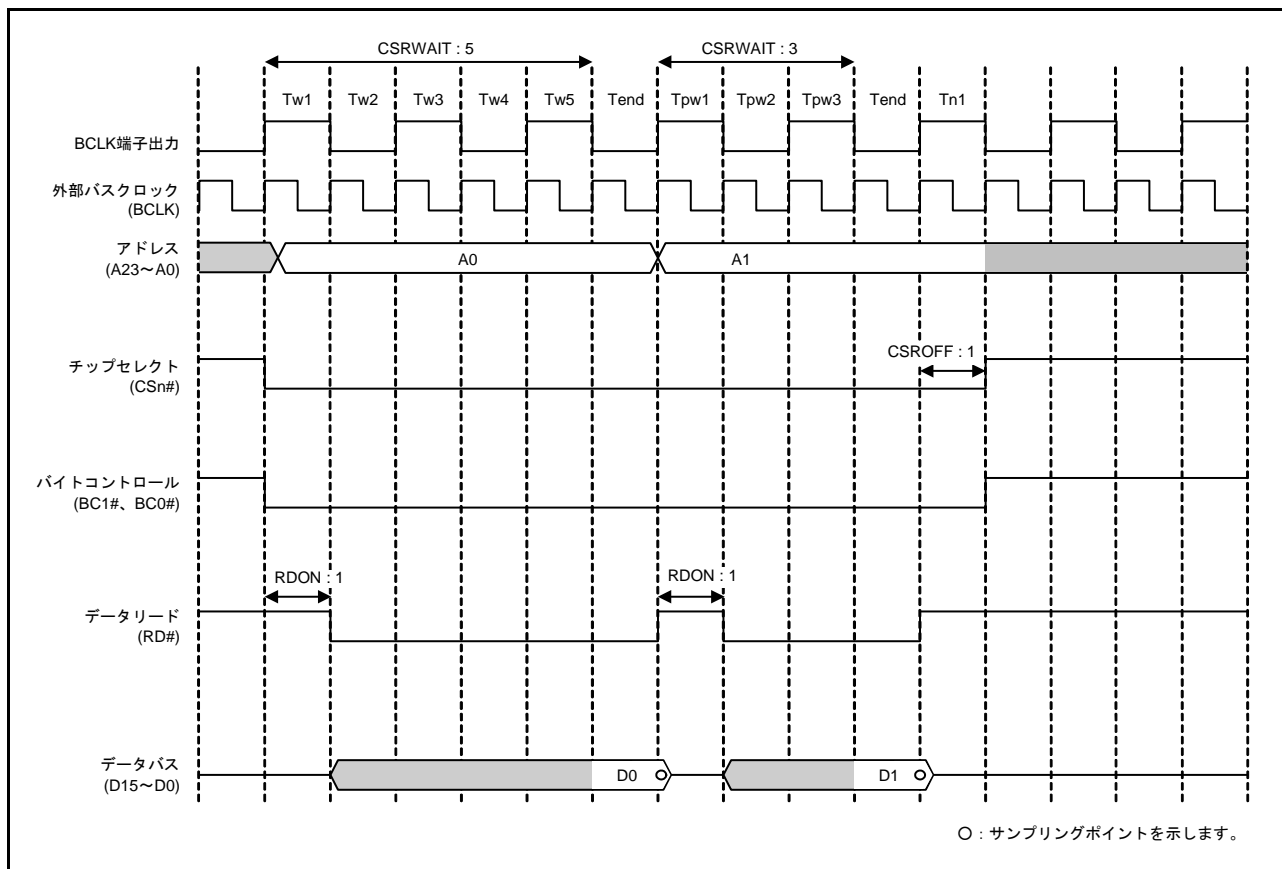 CSRWAIT : 5
CSRWAIT : 3
Tw1 Tw2 Tw3 Tw4 Tw5 Tend Tpw1 Tpw2 Tpw3 Tend Tn1
BCLK端子出力
外部バスクロック
(BCLK)
アドレス
(A23～A0)
A0
A1
チップセレクト
(CSn#)
CSROFF : 1
バイトコントロール
(BC1#、BC0#)
RDON : 1
RDON : 1
データリード
(RD#)
データバス
(D15～D0)
D0
D1
○ : サンプリングポイントを示します。